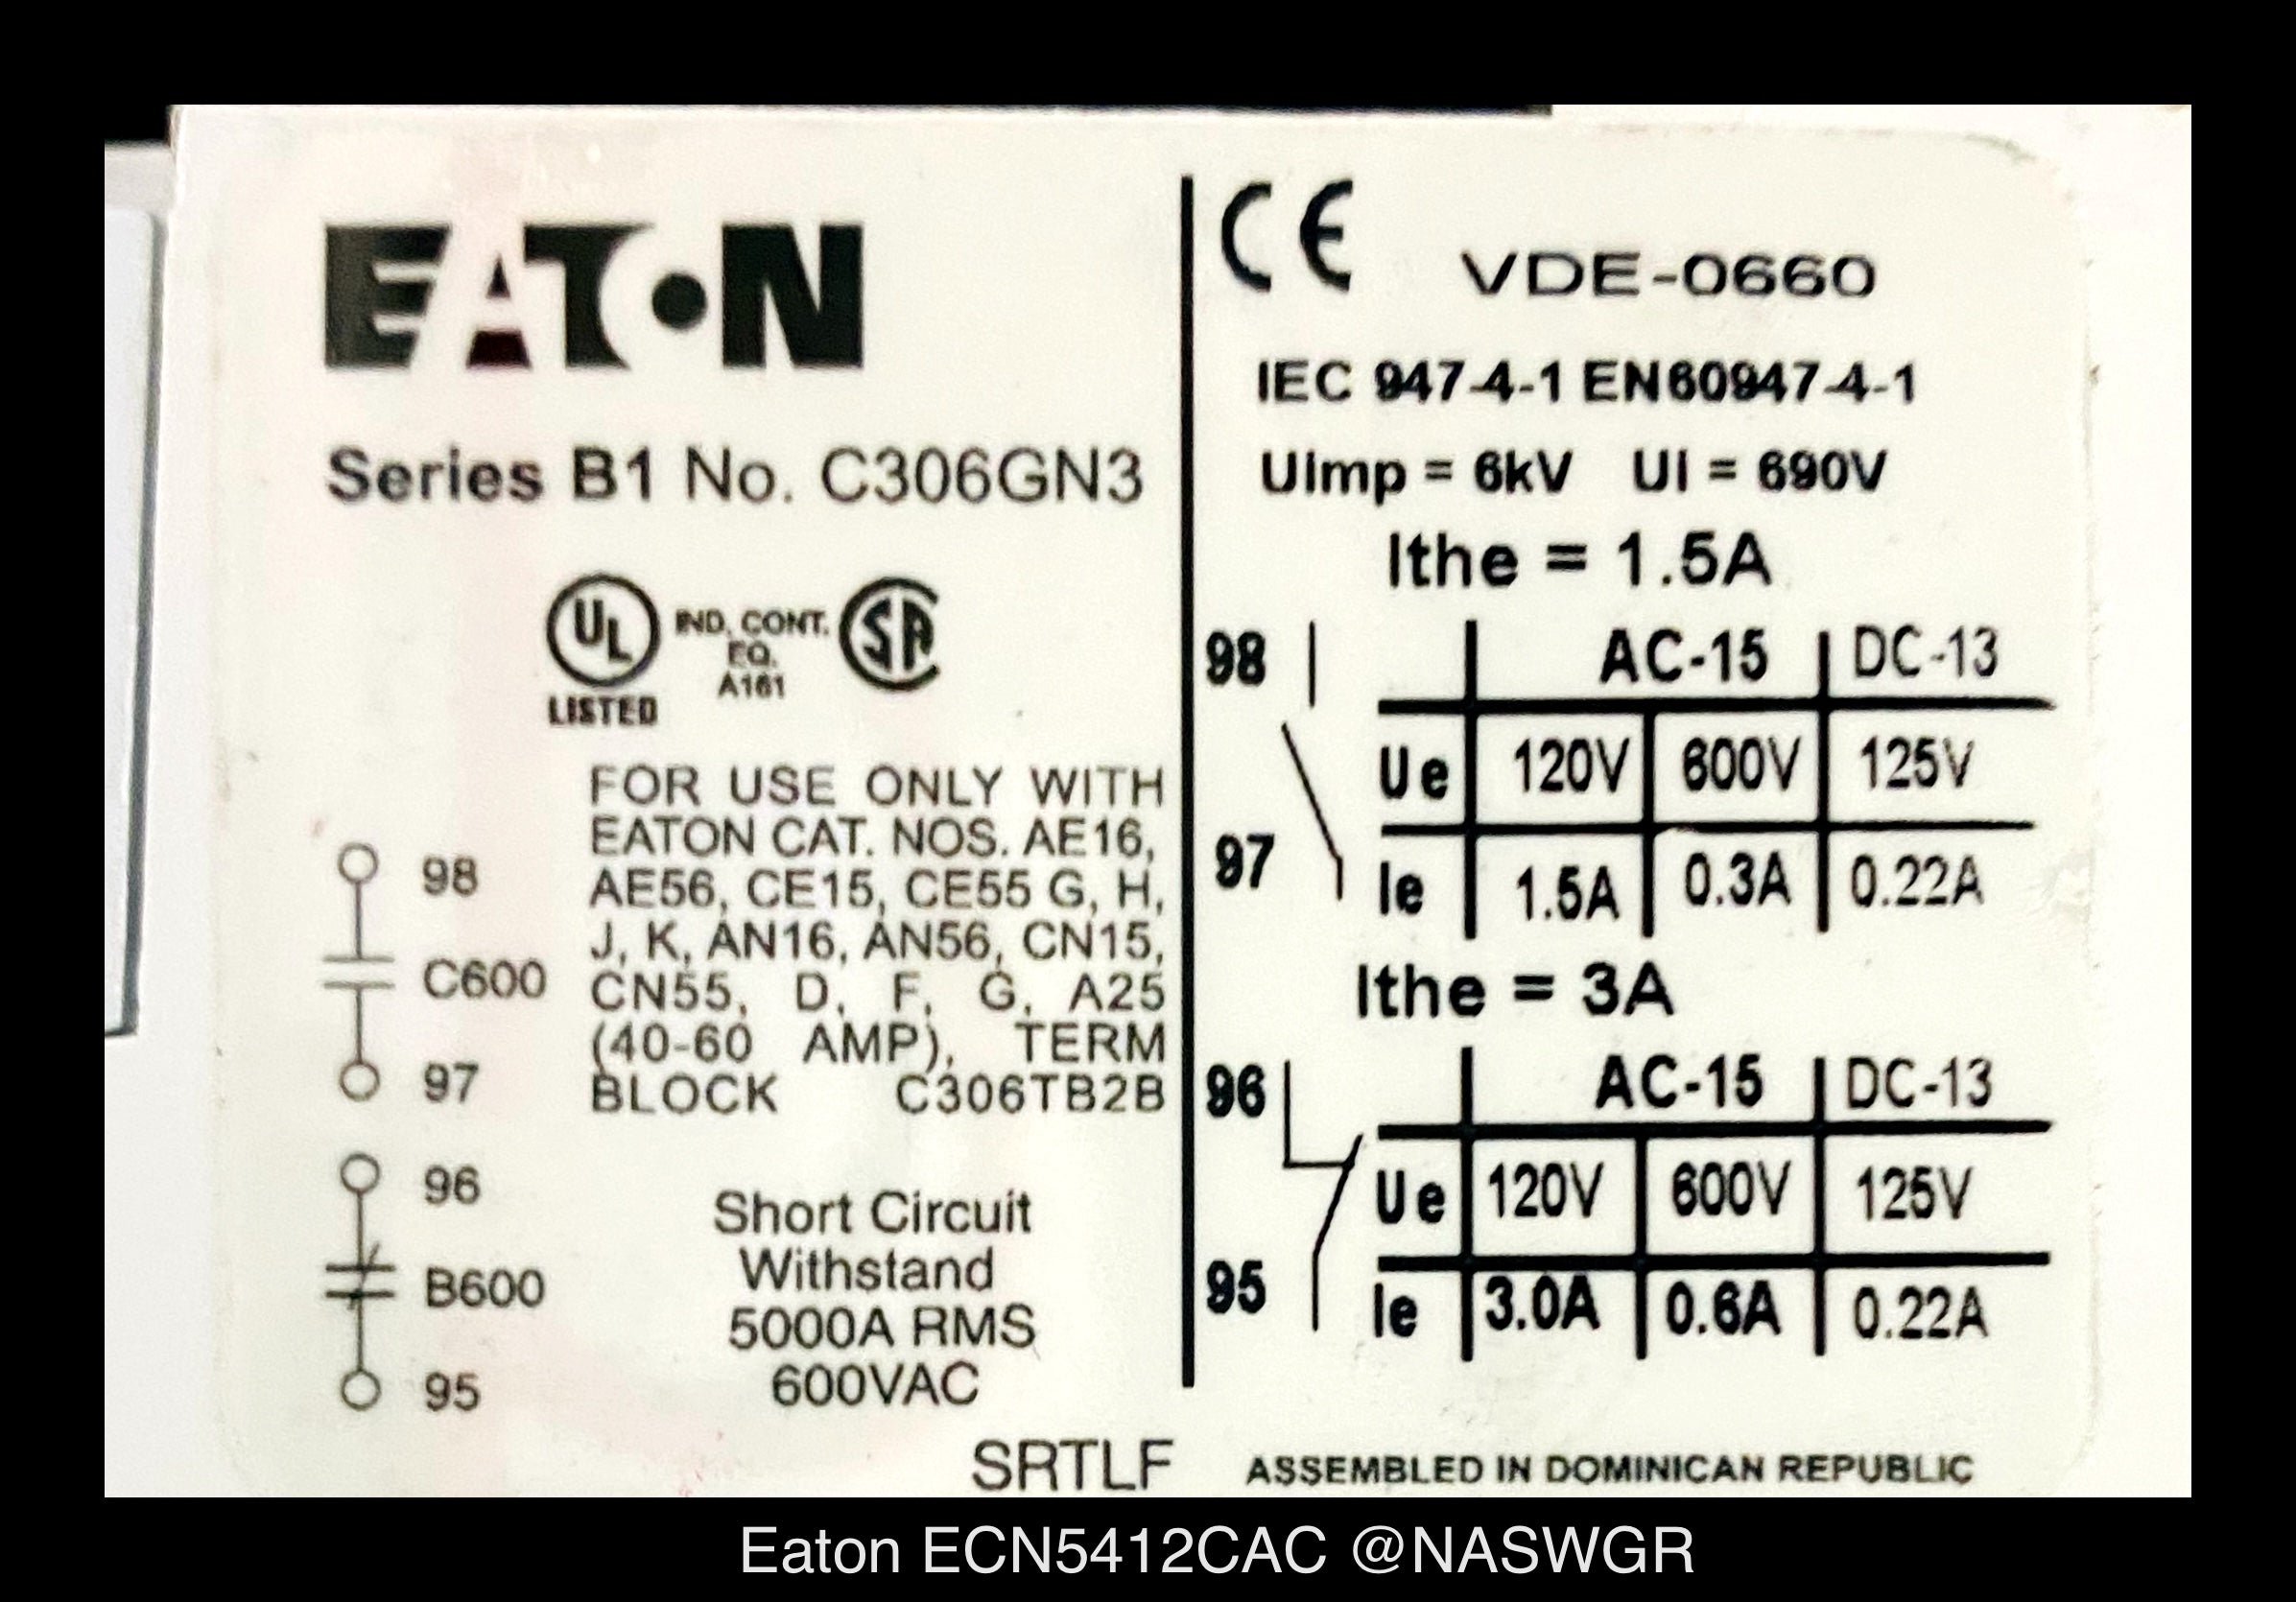 EATON
Series B1 No. C306GN3
UL
LISTED
IND. CONT.
EQ.
A161
SA
FOR USE ONLY WITH
EATON CAT. NOS. AE16,
AE56, CE15, CE55 G, H,
J, K, AN16, AN56, CN15,
CN55, D, F, G, A25
(40-60 AMP), TERM
BLOCK C306TB2B
98
C600
97
96
B600
95
Short Circuit
Withstand
5000A RMS
600VAC
SRTLF
CE VDE-0660
IEC 947-4-1 EN60947-4-1
UImp = 6kV UI = 690V
Ithe = 1.5A
98 AC-15 DC-13
Ue 120V 600V 125V
97 Ie 1.5A 0.3A 0.22A
Ithe = 3A
96 AC-15 DC-13
Ue 120V 600V 125V
95 Ie 3.0A 0.6A 0.22A
ASSEMBLED IN DOMINICAN REPUBLIC
Eaton ECN5412CAC @NASWGR